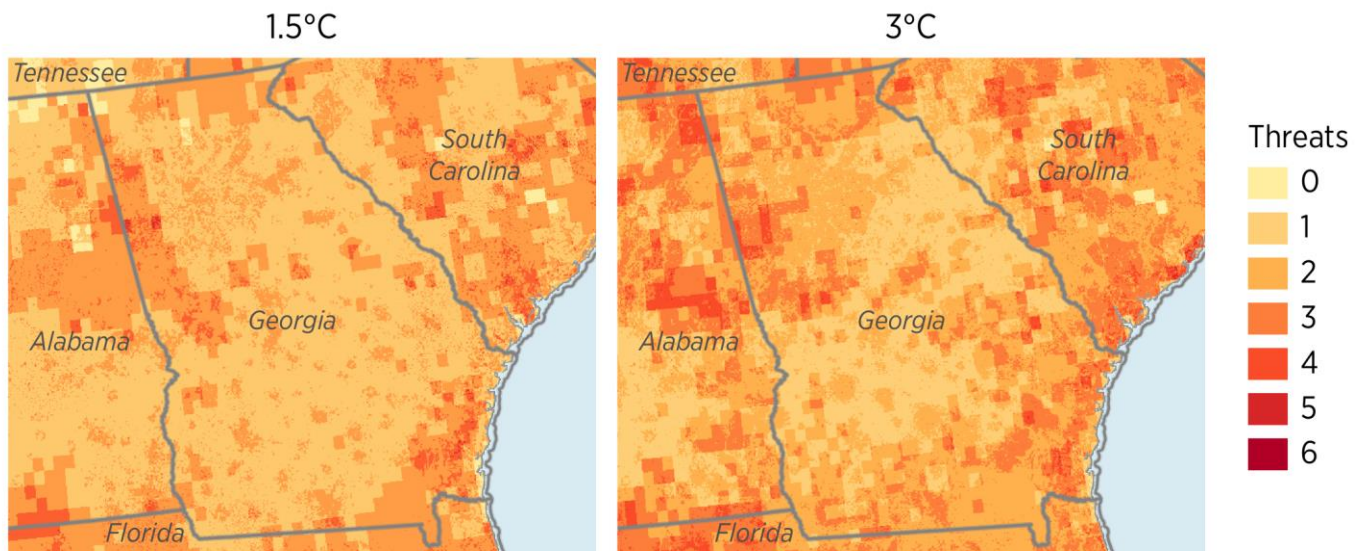 1.5°C
Tennessee
South
Carolina
Georgia
Alabama
Florida
3°C
Tennessee
South
Carolina
Georgia
Alabama
Florida
Threats
0
1
2
3
4
5
6